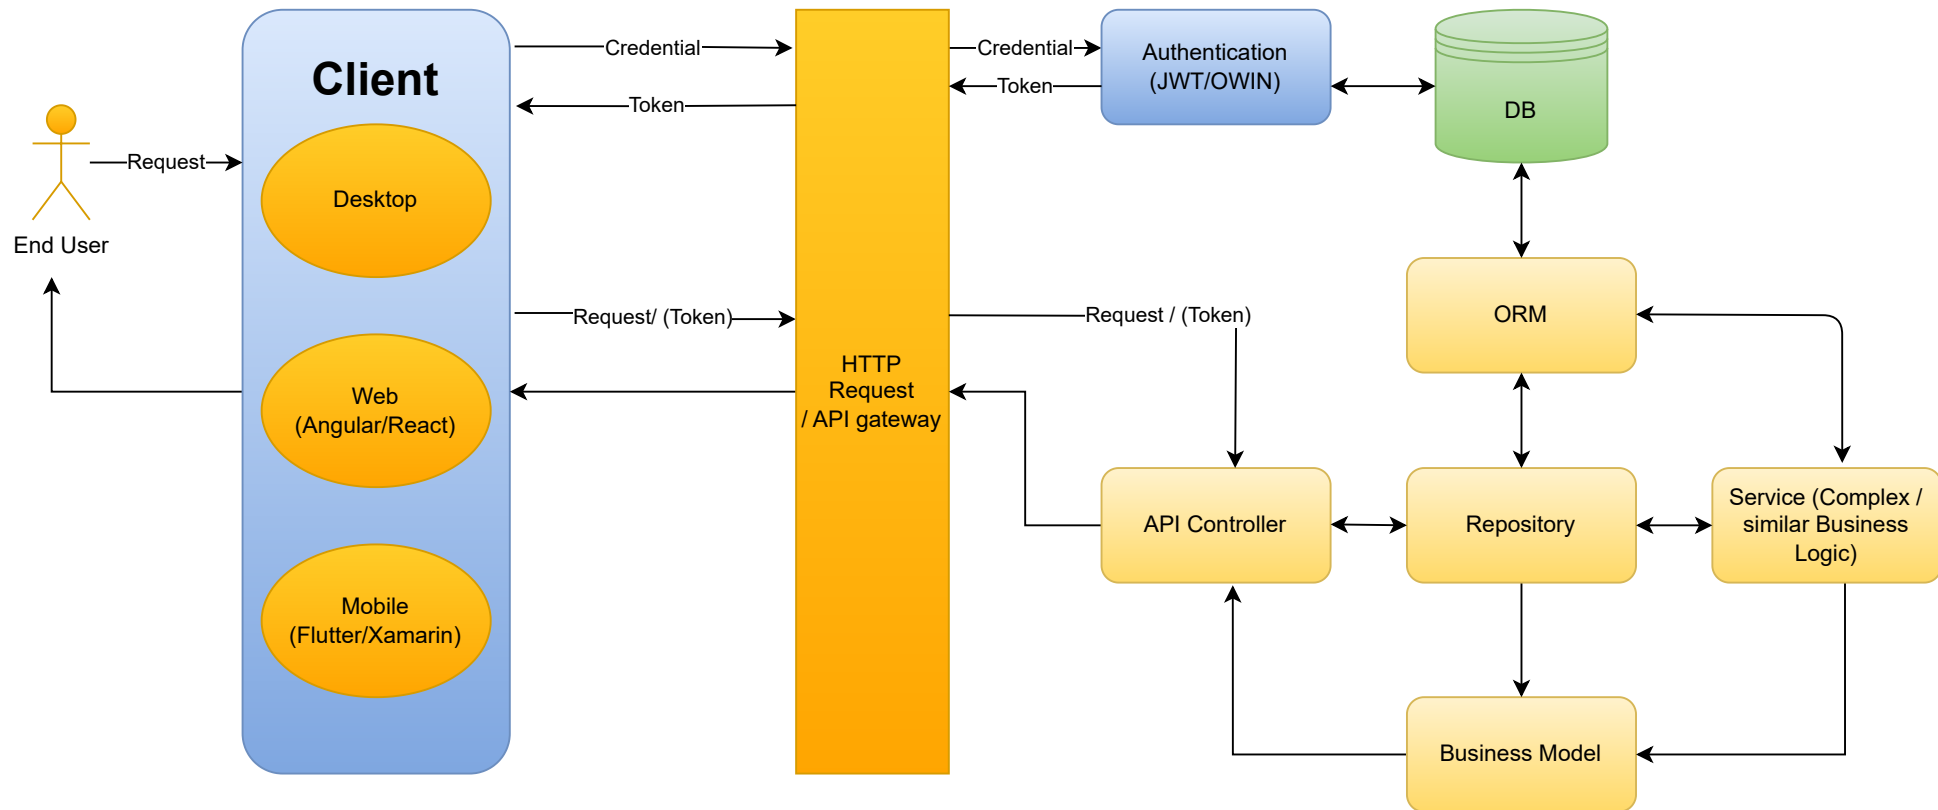 Client
Credential
Token
Credential
Token
Authentication
(JWT/OWIN)
DB
Request
End User
Desktop
Request/ (Token)
Request / (Token)
ORM
HTTP
Request
/ API gateway
Web
(Angular/React)
API Controller
Repository
Service (Complex /
similar Business
Logic)
Mobile
(Flutter/Xamarin)
Business Model